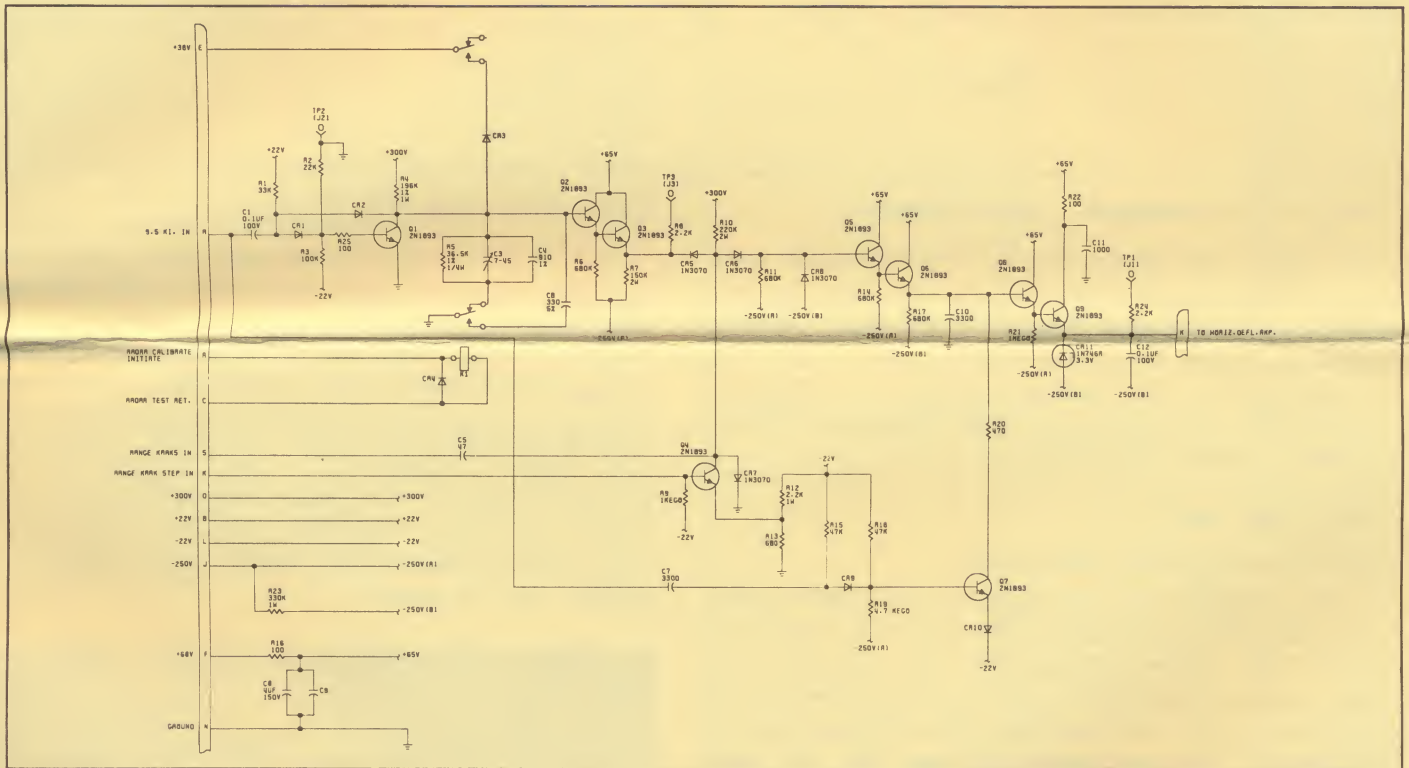 +38V E
TP2
(J2)
+22V
R2
22K
+300V
R1
33K
R4
196K
1%
1W
CR3
C1
0.1UF
100V
CR2
9.5 KI. IN
CR1
R25
100
Q1
2N1893
R3
100K
-22V
R5
36.5K
1%
1/4W
C3
7-45
C4
810
1%
Q2
2N1893
+65V
Q3
2N1893
R6
680K
R7
150K
2W
-250V(A)
TP3
(J3)
R8
2.2K
+300V
R10
220K
2W
CR5
1N3070
CR6
1N3070
R11
680K
CR8
1N3070
-250V(A)
-250V(B)
+65V
Q5
2N1893
+65V
Q6
2N1893
R14
680K
R17
680K
-250V(A)
-250V(B)
C10
3300
+65V
Q8
2N1893
+65V
R22
100
C11
1000
TP1
(J1)
R24
2.2K
Q9
2N1893
R21
1MEGO
-250V(A)
CR11
1N746A
3.3V
-250V(B)
C12
0.1UF
100V
-250V(B)
K TO HORIZ.DEFL.AMP.
330
5%
RADAR CALIBRATE
INITIATE
CR4
RADAR TEST RET. C
RANGE MARKS IN S
C5
47
RANGE MARK STEP IN K
Q4
2N1893
CR7
1N3070
R9
1MEGO
-22V
R12
2.2K
1W
R13
680
-22V
R15
47K
47K
R20
470
+300V +300V
+22V B +22V
-22V L -22V
-250V J -250V(A)
C7
3300
CR9
R19
4.7 MEGO
-250V(A)
Q7
2N1893
CR10
-22V
R23
330K
1W
-250V(B)
+68V F
R16
100
+65V
4UF
150V
C9
GROUND N